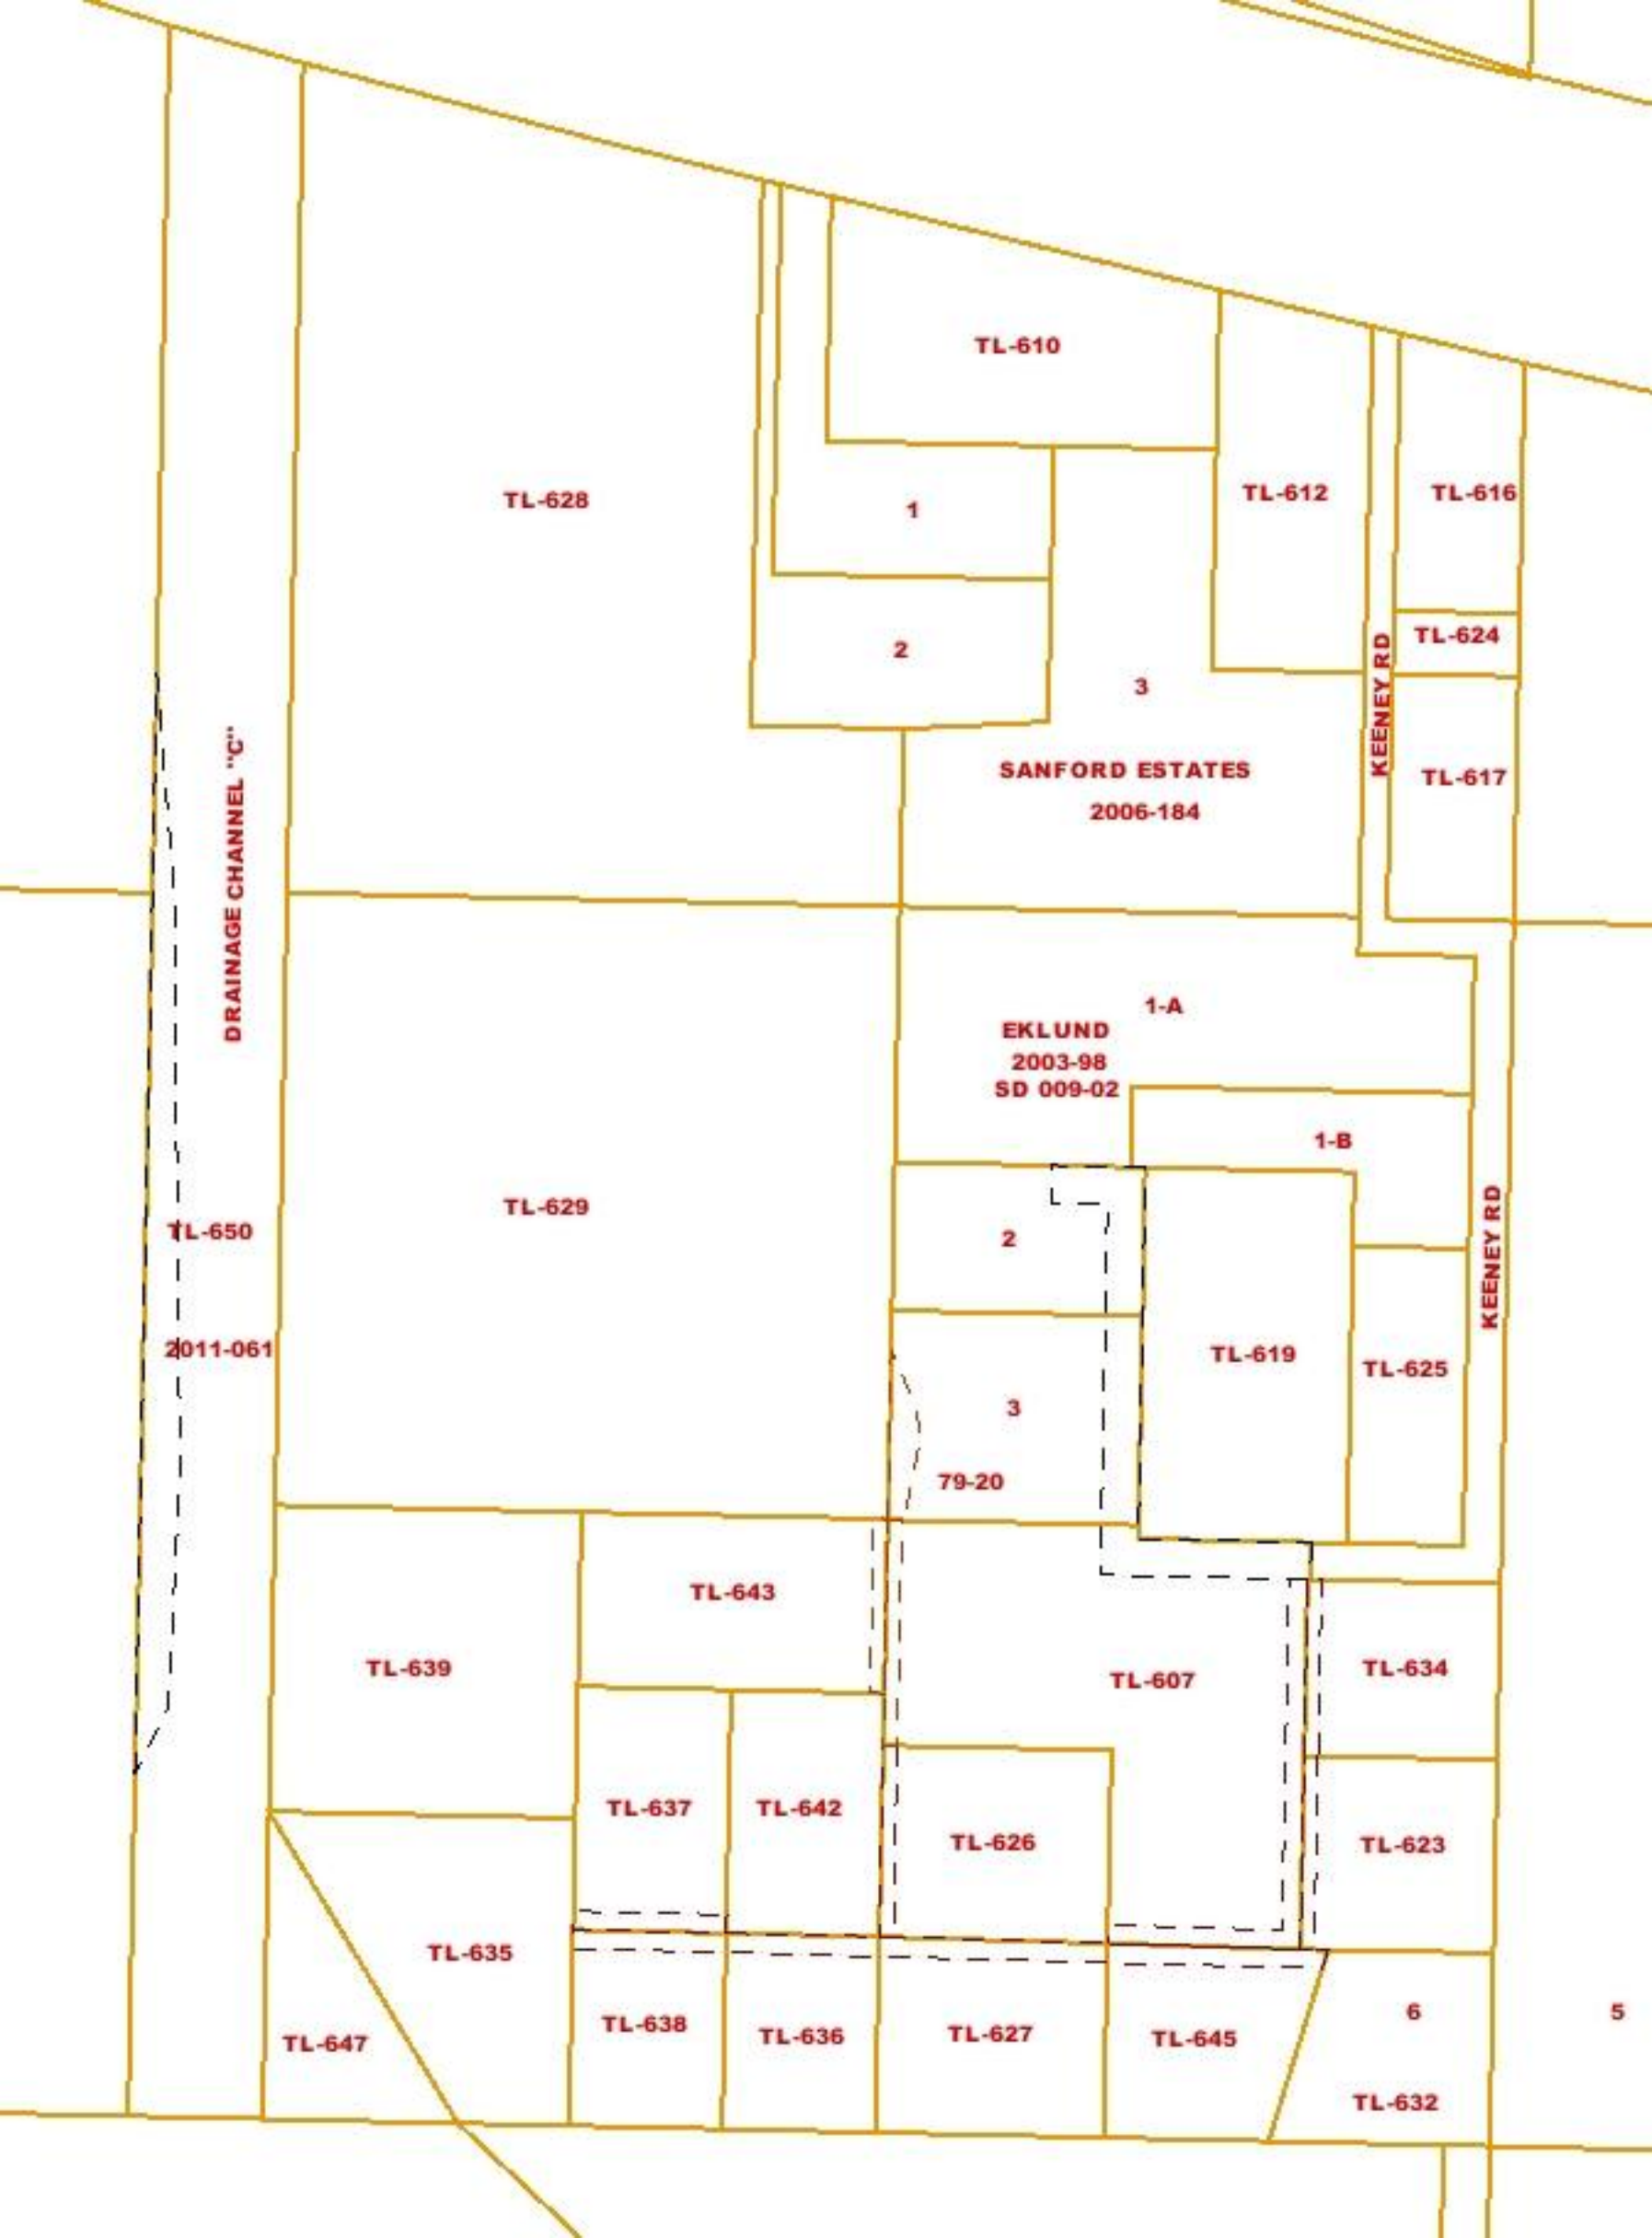 TL-610
TL-628
TL-612
TL-616
1
TL-624
2
3
KEENEY RD
SANFORD ESTATES
2006-184
TL-617
DRAINAGE CHANNEL "C"
1-A
EKLUND
2003-98
SD 009-02
1-B
TL-629
TL-650
2
KEENEY RD
2011-061
TL-619
TL-625
3
79-20
TL-643
TL-639
TL-607
TL-634
TL-637
TL-642
TL-626
TL-623
TL-635
6
5
TL-647
TL-638
TL-636
TL-627
TL-645
TL-632